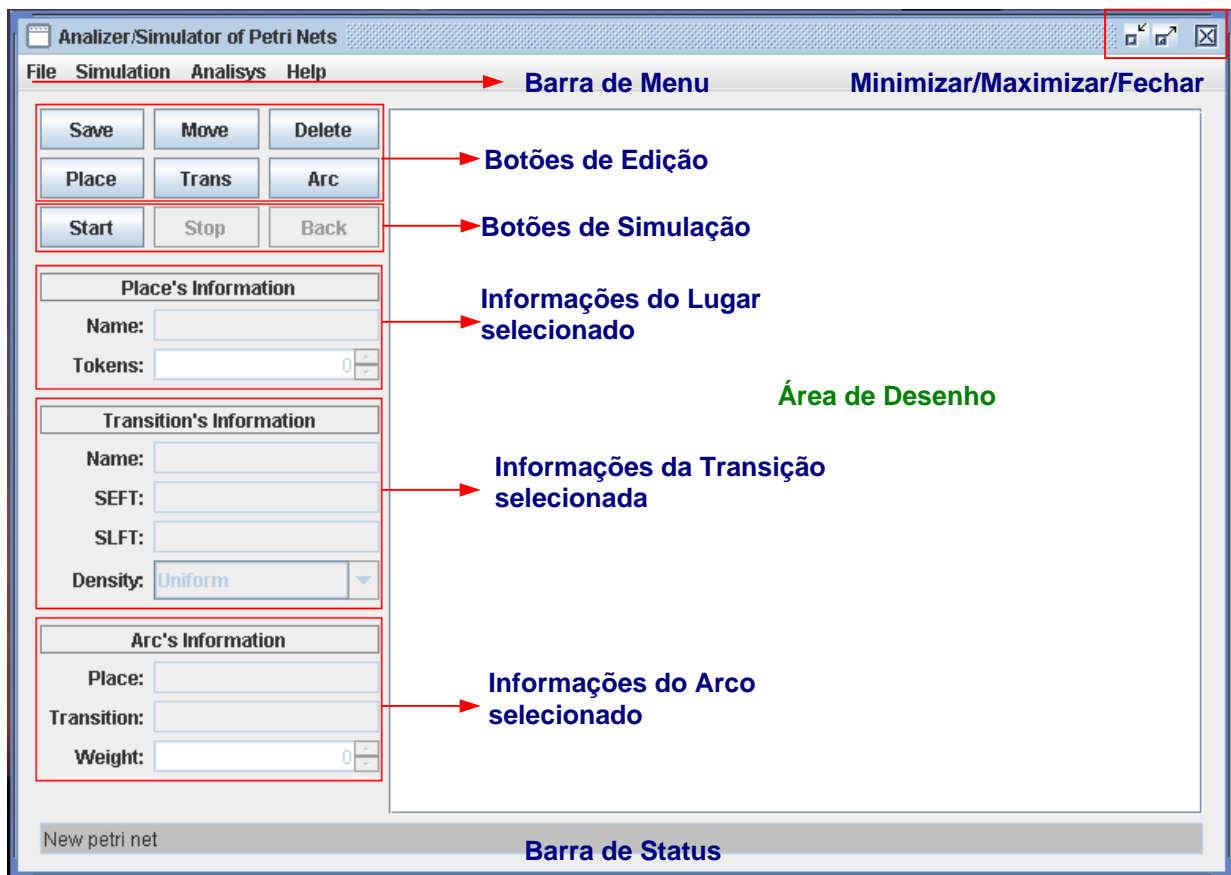 Analizer/Simulator of Petri Nets
File Simulation Analisys Help
Barra de Menu
Minimizar/Maximizar/Fechar
Save Move Delete
Place Trans Arc
Botões de Edição
Start Stop Back
Botões de Simulação
Place's Information
Name:
Tokens: 0
Informações do Lugar
selecionado
Área de Desenho
Transition's Information
Name:
SEFT:
SLFT:
Density: Uniform
Informações da Transição
selecionada
Arc's Information
Place:
Transition:
Weight: 0
Informações do Arco
selecionado
New petri net
Barra de Status